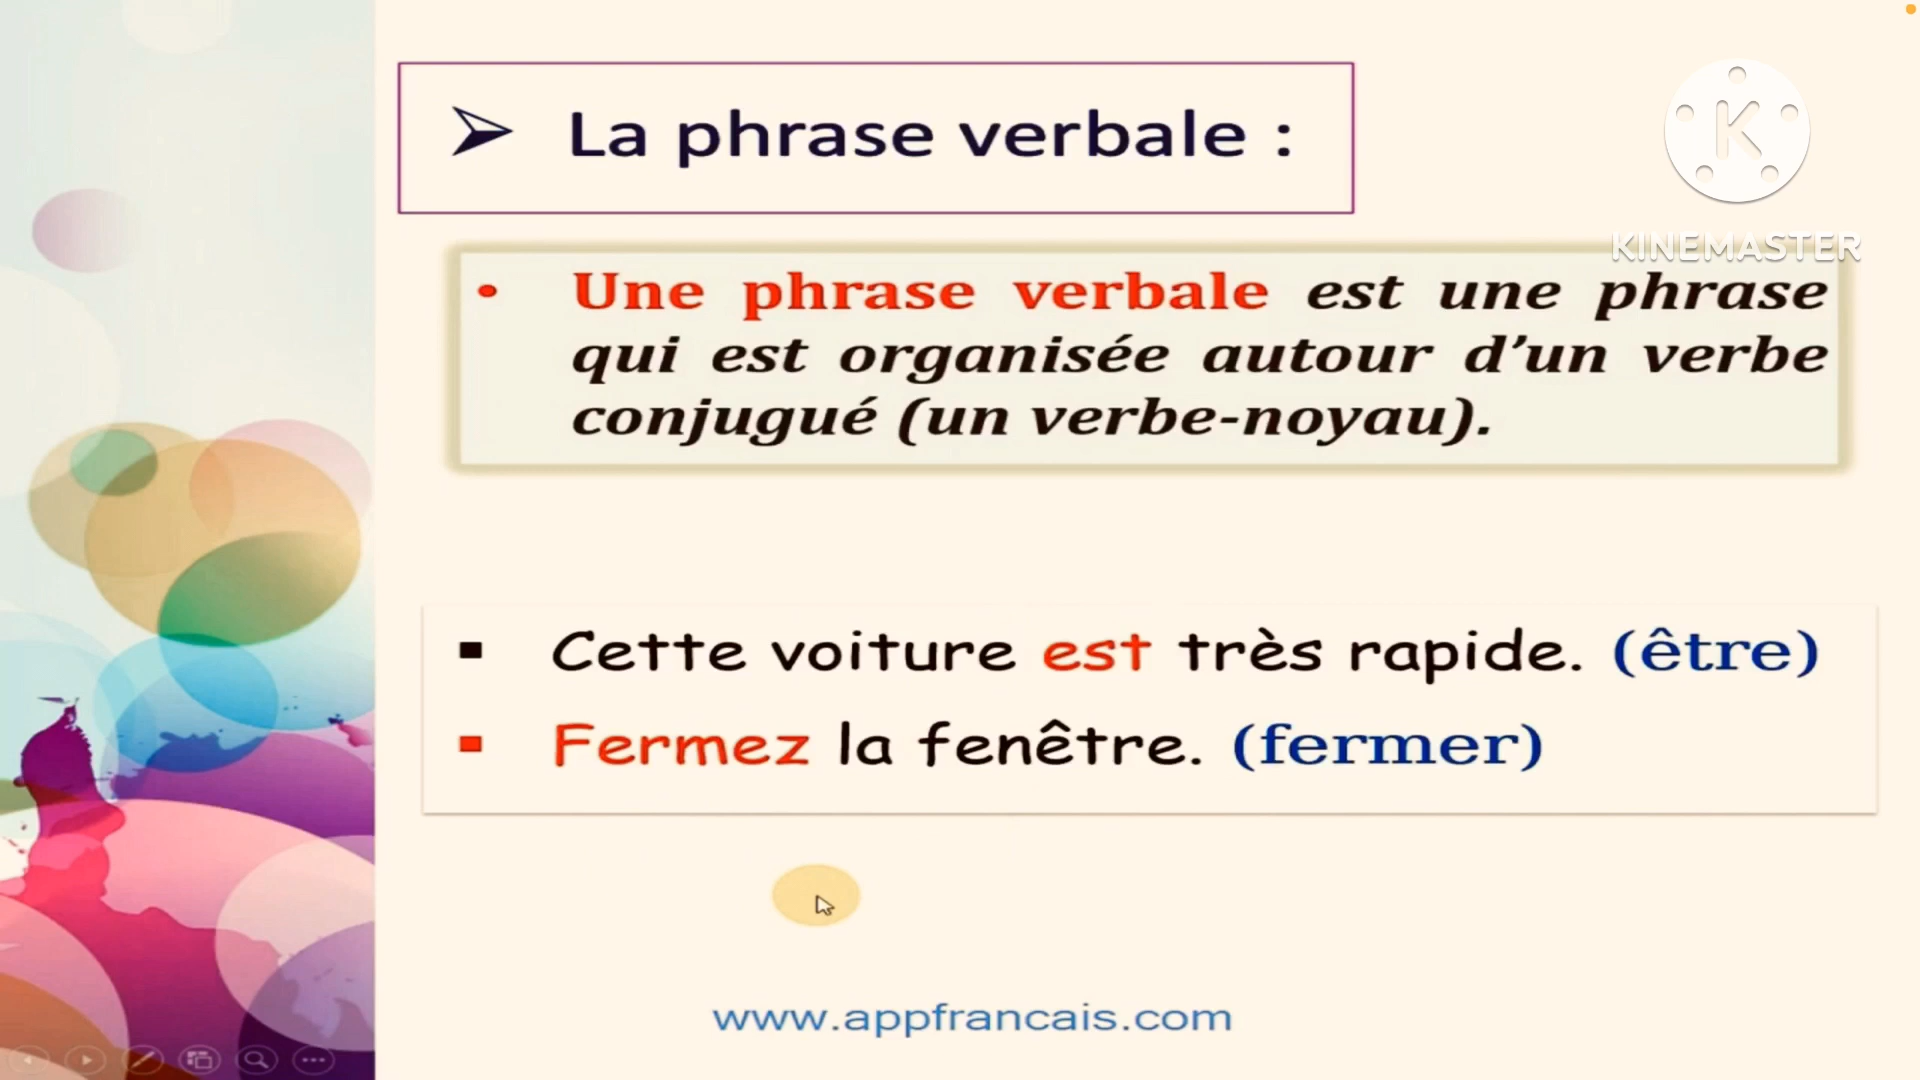 ➢ La phrase verbale :
K
KINEMASTER
• Une phrase verbale est une phrase
qui est organisée autour d’un verbe
conjugué (un verbe-noyau).
▪ Cette voiture est très rapide. (être)
▪ Fermez la fenêtre. (fermer)
www.appfrancais.com